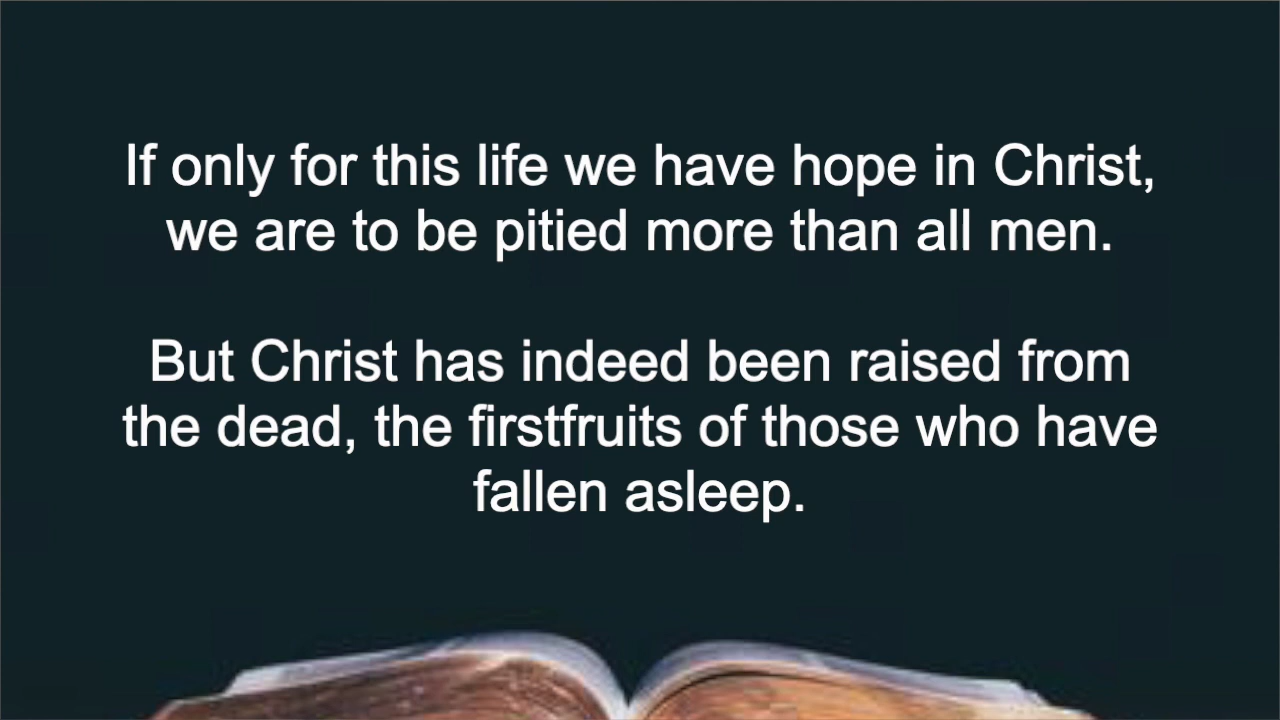 If only for this life we have hope in Christ,
we are to be pitied more than all men.
But Christ has indeed been raised from
the dead, the firstfruits of those who have
fallen asleep.